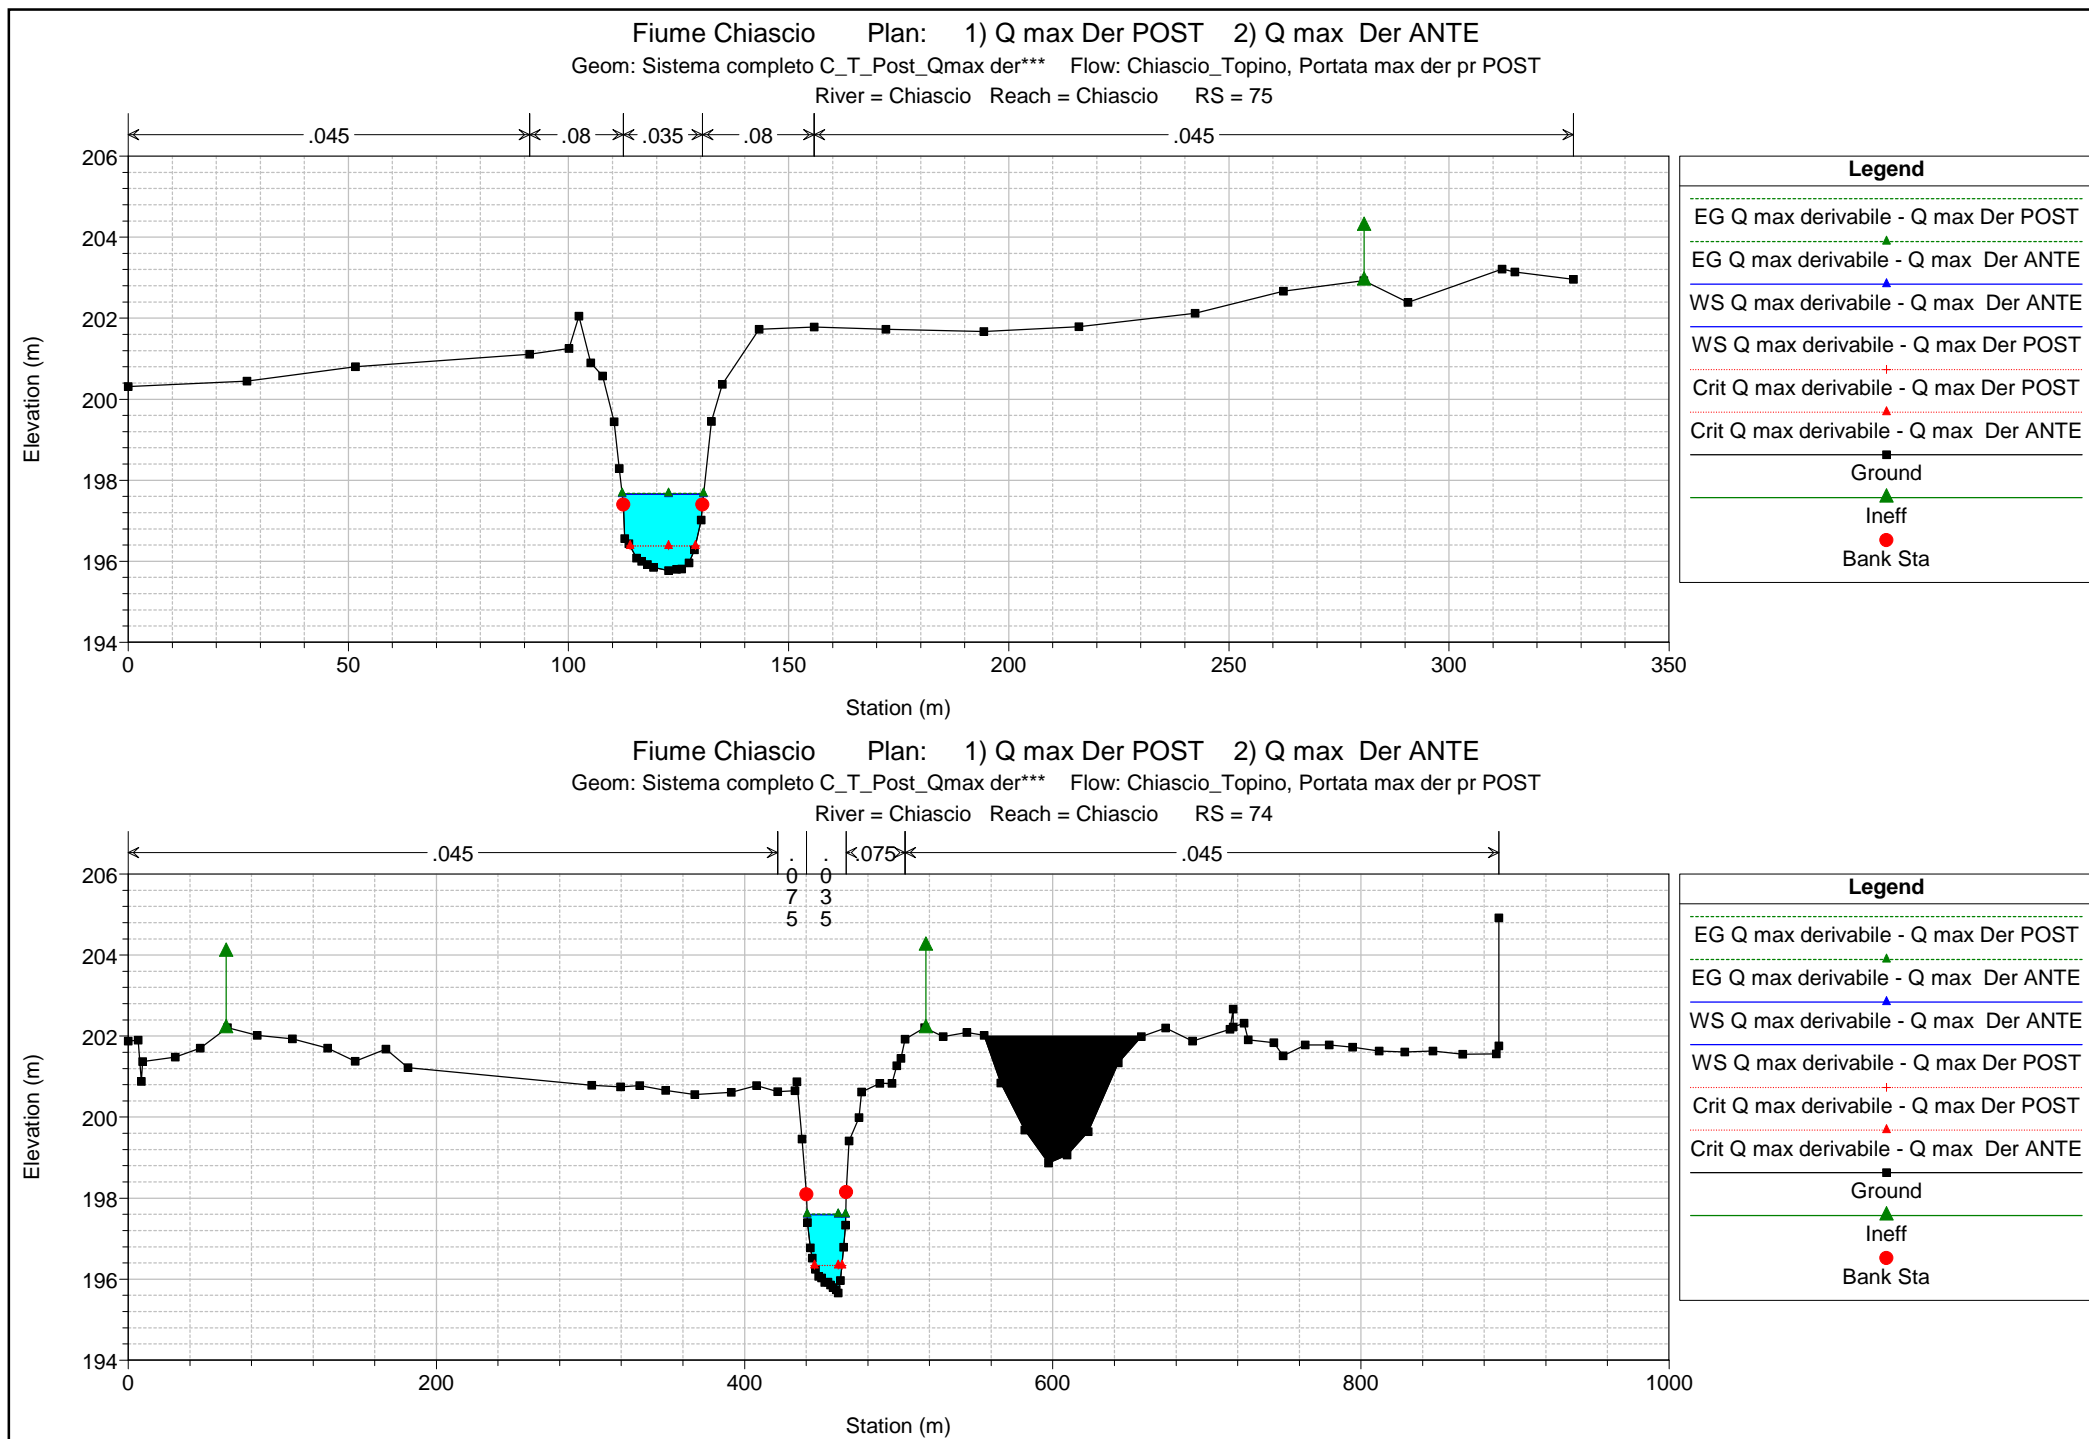 Fiume Chiascio Plan: 1) Q max Der POST 2) Q max Der ANTE
Geom: Sistema completo C_T_Post_Qmax der*** Flow: Chiascio_Topino, Portata max der pr POST
River = Chiascio Reach = Chiascio RS = 75
.045 .08 .035 .08 .045
206
204
202
200
198
196
194
Elevation (m)
0 50 100 150 200 250 300 350
Station (m)
Legend
EG Q max derivabile - Q max Der POST
EG Q max derivabile - Q max Der ANTE
WS Q max derivabile - Q max Der ANTE
WS Q max derivabile - Q max Der POST
Crit Q max derivabile - Q max Der POST
Crit Q max derivabile - Q max Der ANTE
Ground
Ineff
Bank Sta
Fiume Chiascio Plan: 1) Q max Der POST 2) Q max Der ANTE
Geom: Sistema completo C_T_Post_Qmax der*** Flow: Chiascio_Topino, Portata max der pr POST
River = Chiascio Reach = Chiascio RS = 74
.045 .075 .035 .075 .045
206
204
202
200
198
196
194
Elevation (m)
0 200 400 600 800 1000
Station (m)
Legend
EG Q max derivabile - Q max Der POST
EG Q max derivabile - Q max Der ANTE
WS Q max derivabile - Q max Der ANTE
WS Q max derivabile - Q max Der POST
Crit Q max derivabile - Q max Der POST
Crit Q max derivabile - Q max Der ANTE
Ground
Ineff
Bank Sta